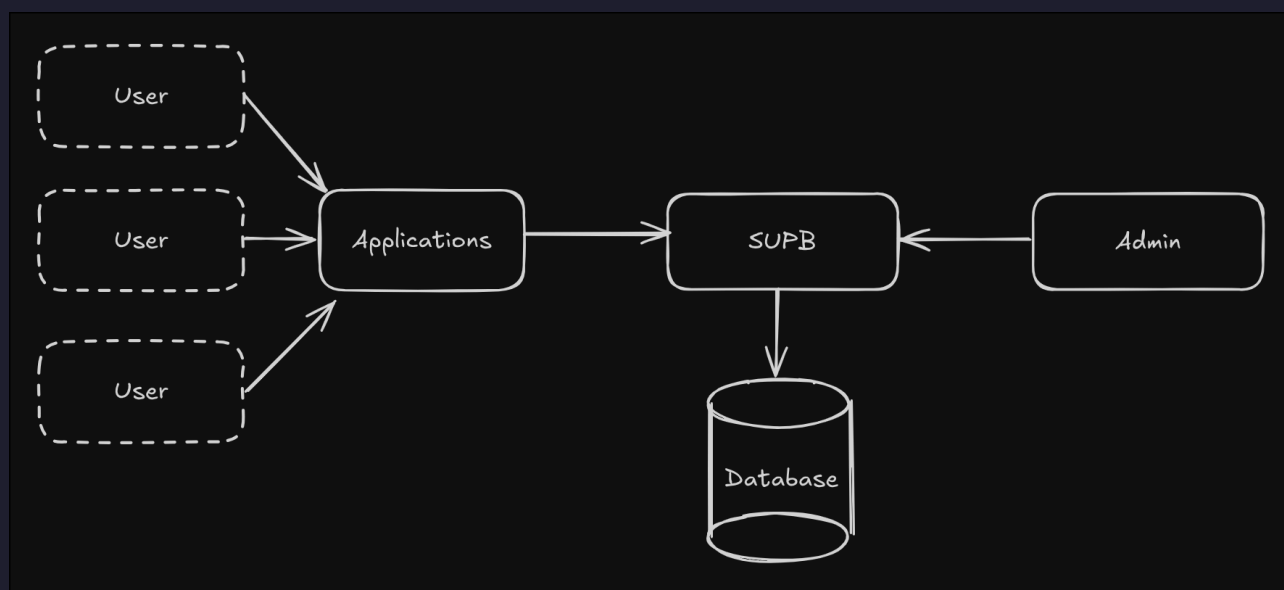 User
User
Applications
SUPB
Admin
User
Database